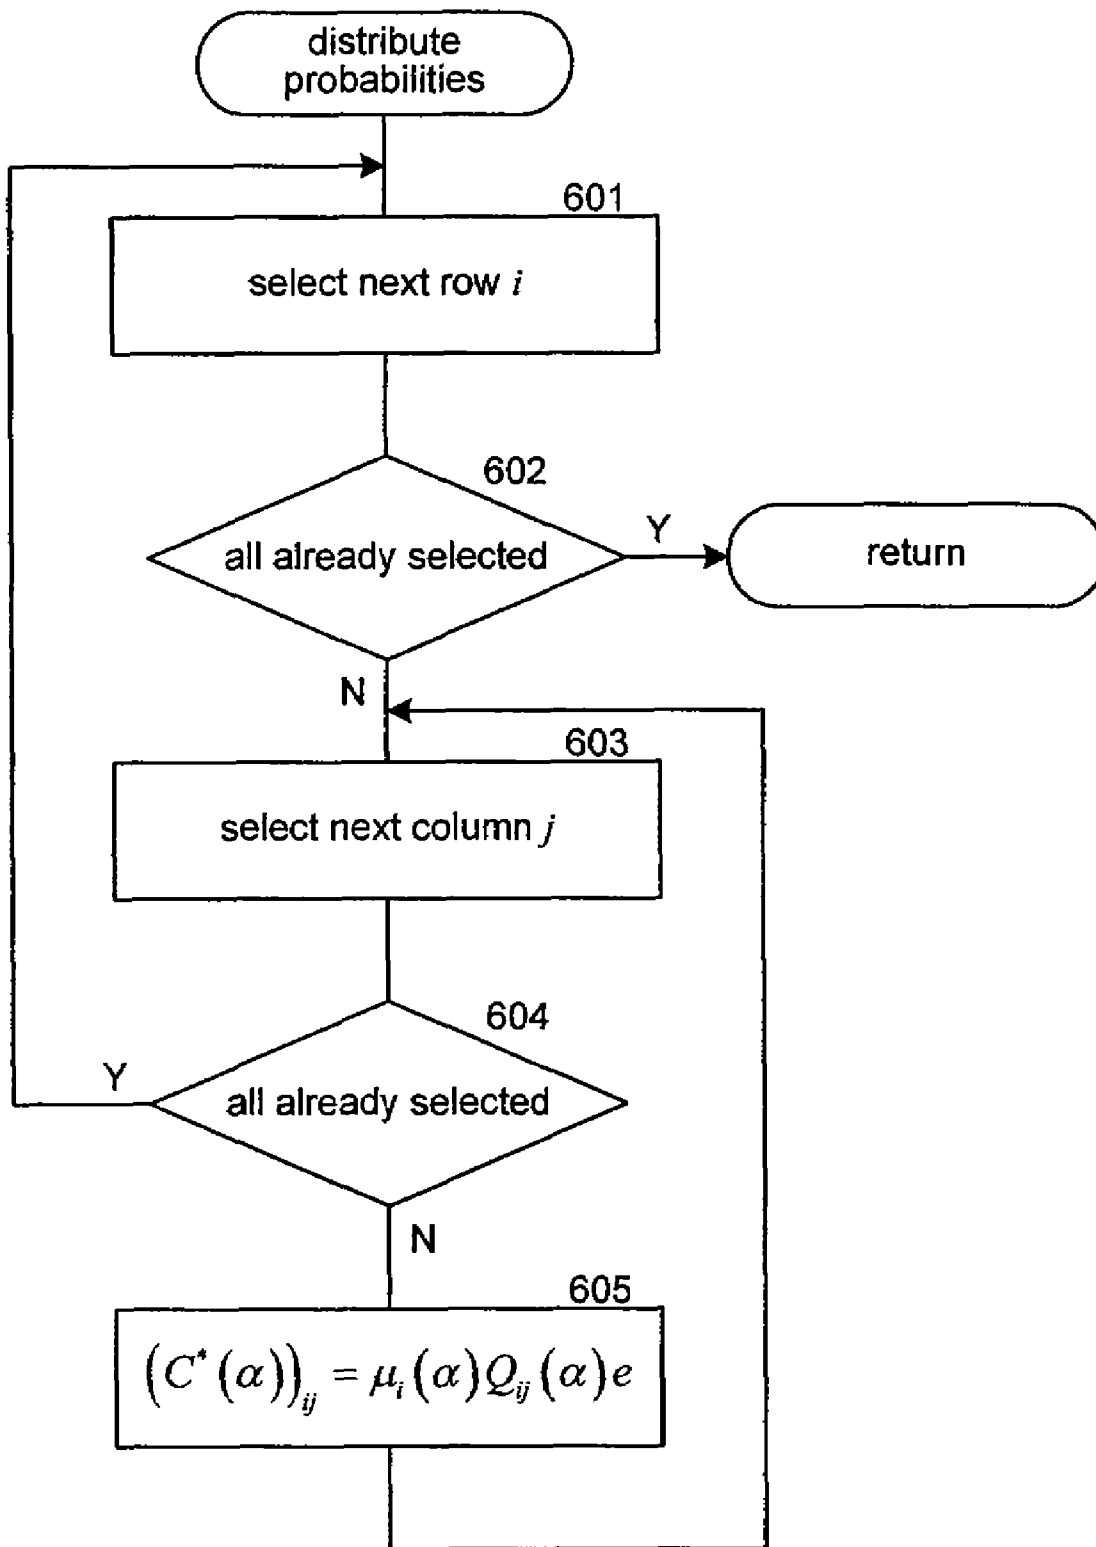 distribute
probabilities
601
select next row i
602
all already selected
Y
return
N
603
select next column j
604
Y
all already selected
N
605
(C*(α))ij = μi(α)Qij(α)e